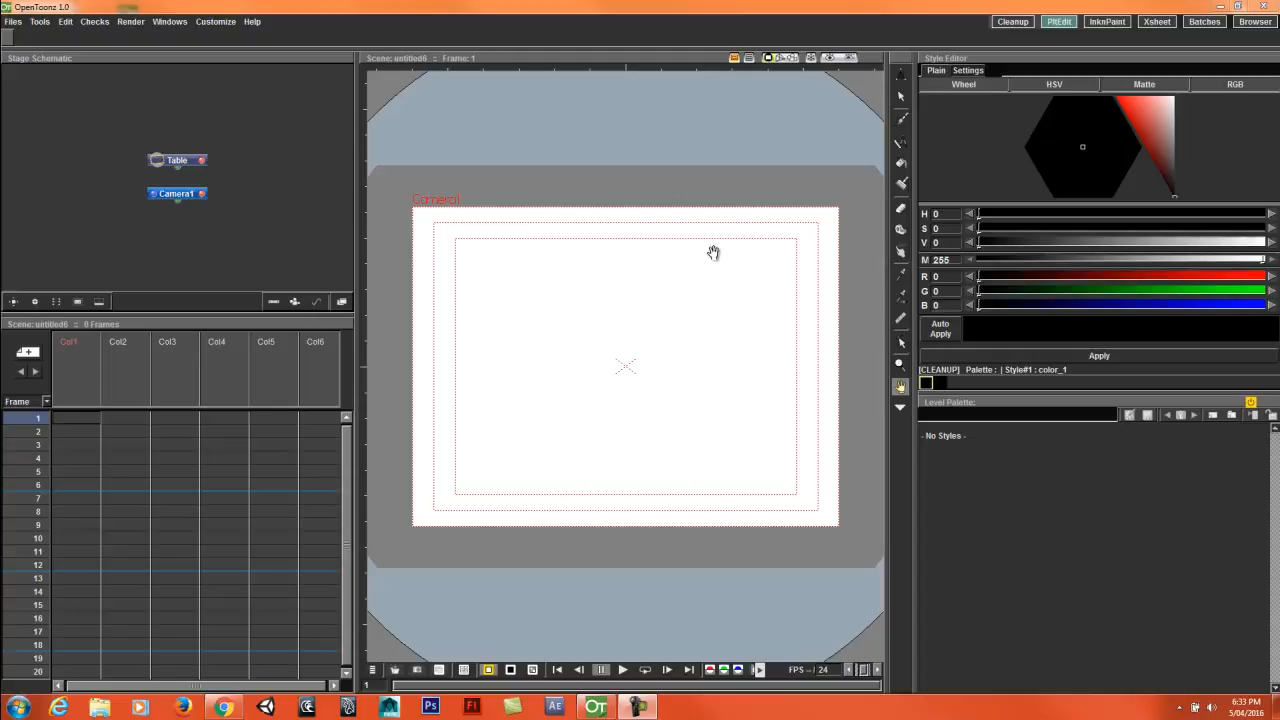 OpenToonz 1.0
Files Tools Edit Checks Render Windows Customize Help
Cleanup PltEdit InknPaint Xsheet Batches Browser
Stage Schematic
Scene: untitled6 :: Frame: 1
Style Editor
Plain Settings
Wheel HSV Matte RGB
Table
Camera1
Camera1
H 0
S 0
V 0
M 255
R 0
G 0
B 0
Auto Apply
Apply
[CLEANUP] Palette : | Style#1 : color_1
Level Palette:
- No Styles -
Scene: untitled6 :: 0 Frames
Col1 Col2 Col3 Col4 Col5 Col6
Frame
1
2
3
4
5
6
7
8
9
10
11
12
13
14
15
16
17
18
19
20
FPS -- 24
1
Ps Fl Ae OT
6:33 PM
5/04/2016